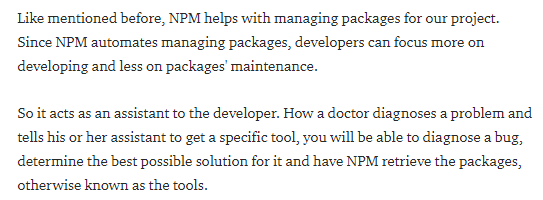 Like mentioned before, NPM helps with managing packages for our project.
Since NPM automates managing packages, developers can focus more on
developing and less on packages' maintenance.
So it acts as an assistant to the developer. How a doctor diagnoses a problem and
tells his or her assistant to get a specific tool, you will be able to diagnose a bug,
determine the best possible solution for it and have NPM retrieve the packages,
otherwise known as the tools.